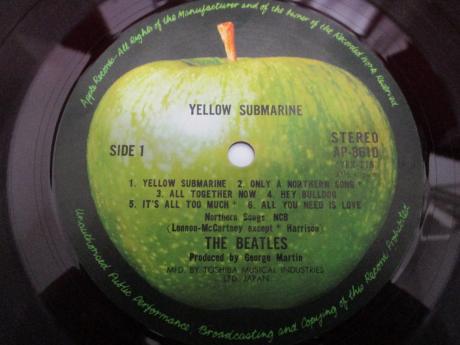 Apple Records · All Rights of the Manufacturer and of the Owner of the Recorded Work Reserved
YELLOW SUBMARINE
SIDE 1
STEREO
AP-8610
1. YELLOW SUBMARINE 2. ONLY A NORTHERN SONG*
3. ALL TOGETHER NOW 4. HEY BULLDOG
5. IT'S ALL TOO MUCH* 6. ALL YOU NEED IS LOVE
Northern Songs NCB
(Lennon-McCartney except * Harrison)
THE BEATLES
Produced by George Martin
MFD. BY TOSHIBA MUSICAL INDUSTRIES
LTD. JAPAN
Unauthorized Public Performance · Broadcasting and Copying of this Record Prohibited